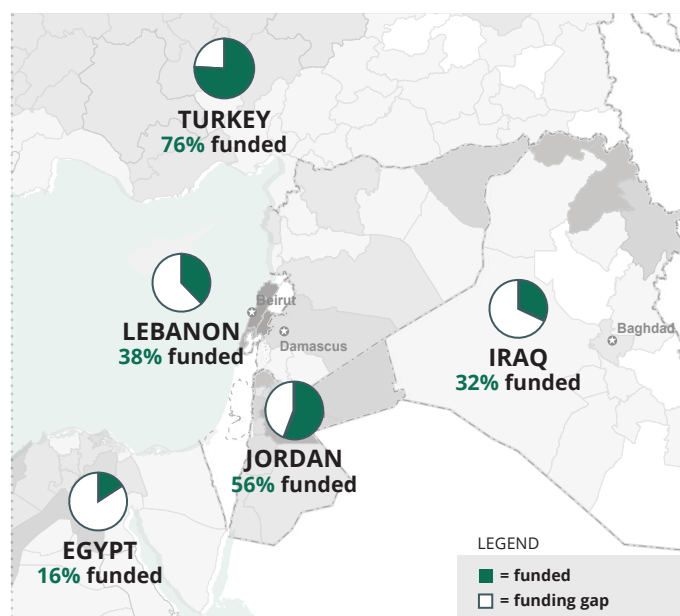 TURKEY
76% funded
Beirut
LEBANON
38% funded
Damascus
Baghdad
IRAQ
32% funded
JORDAN
56% funded
EGYPT
16% funded
LEGEND
= funded
= funding gap